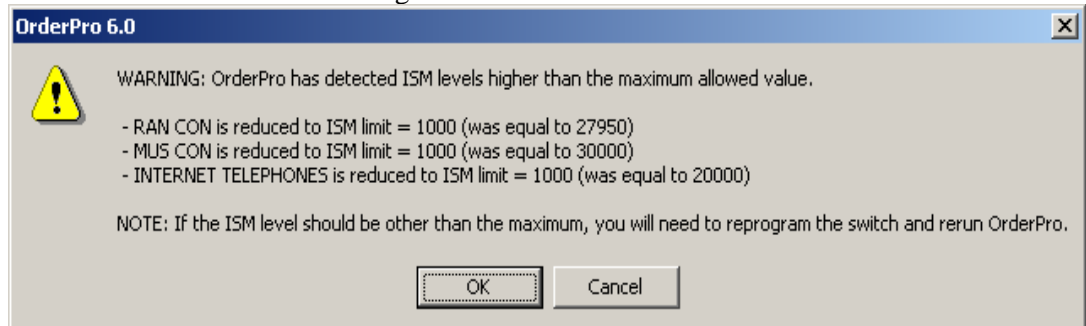 OrderPro 6.0
WARNING: OrderPro has detected ISM levels higher than the maximum allowed value.
- RAN CON is reduced to ISM limit = 1000 (was equal to 27950)
- MUS CON is reduced to ISM limit = 1000 (was equal to 30000)
- INTERNET TELEPHONES is reduced to ISM limit = 1000 (was equal to 20000)
NOTE: If the ISM level should be other than the maximum, you will need to reprogram the switch and rerun OrderPro.
OK Cancel